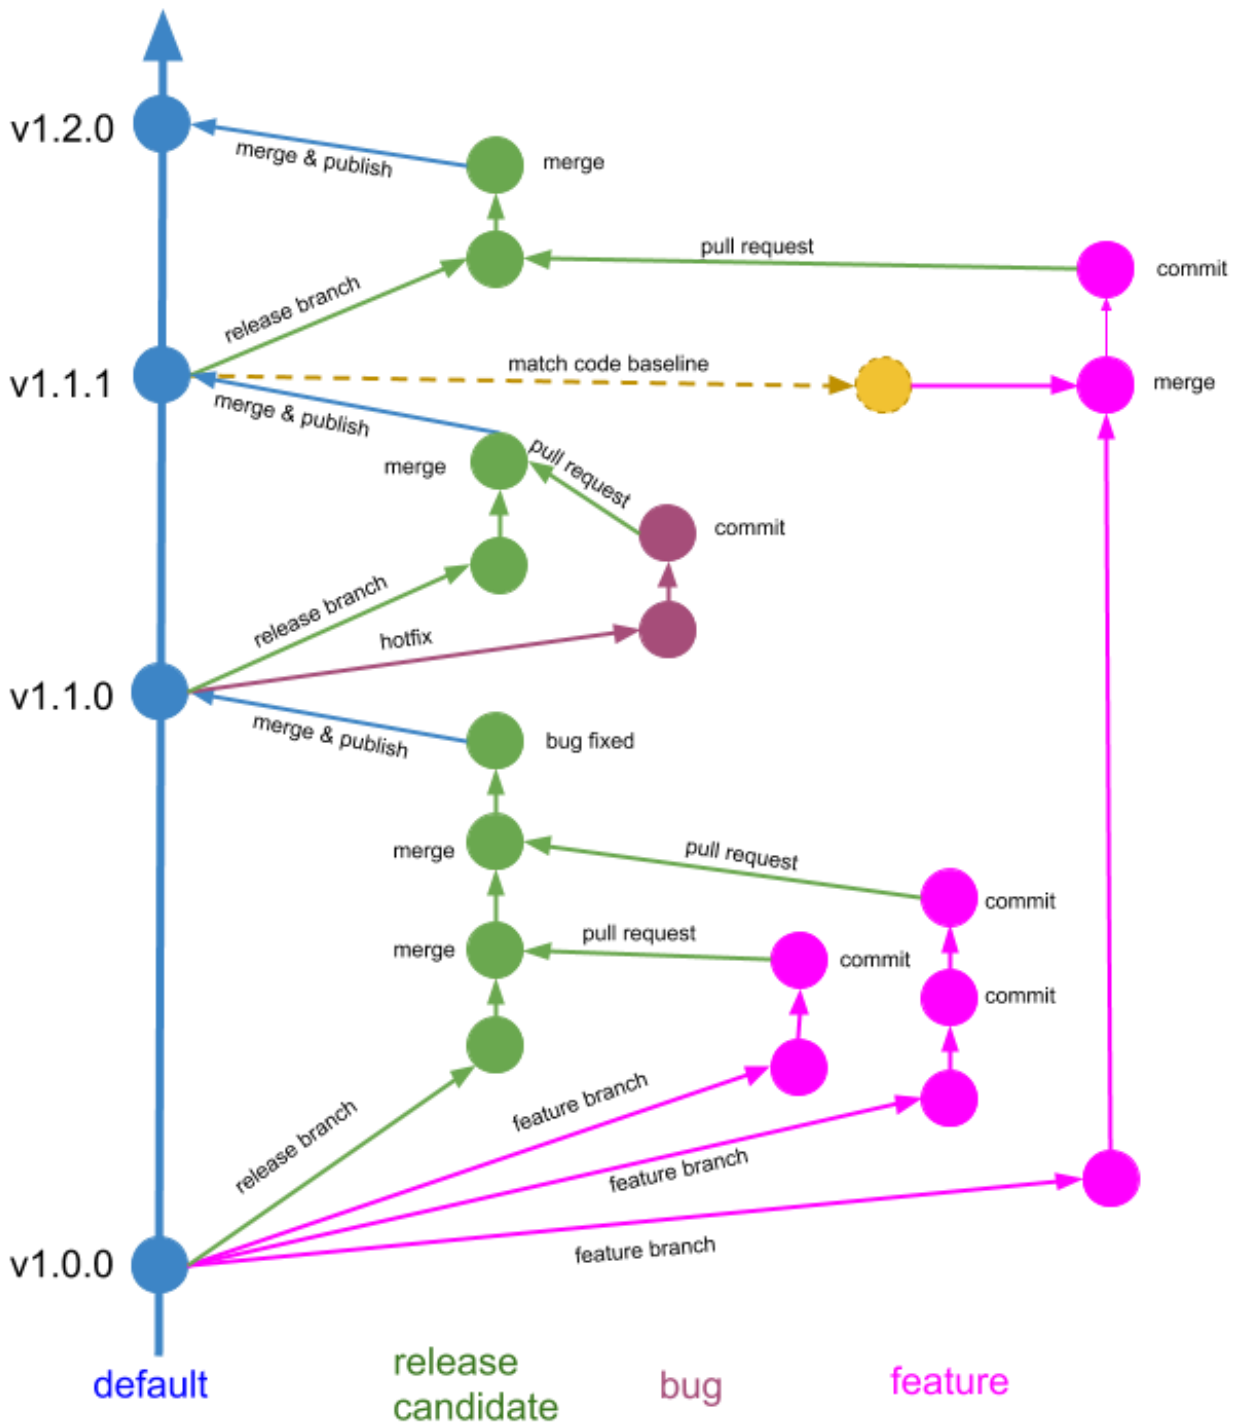 v1.2.0
merge & publish
merge
pull request
commit
release branch
match code baseline
v1.1.1
merge
merge & publish
merge
pull request
commit
release branch
hotfix
v1.1.0
merge & publish
bug fixed
merge
pull request
commit
merge
pull request
commit
commit
feature branch
release branch
feature branch
feature branch
v1.0.0
default
release
candidate
bug
feature